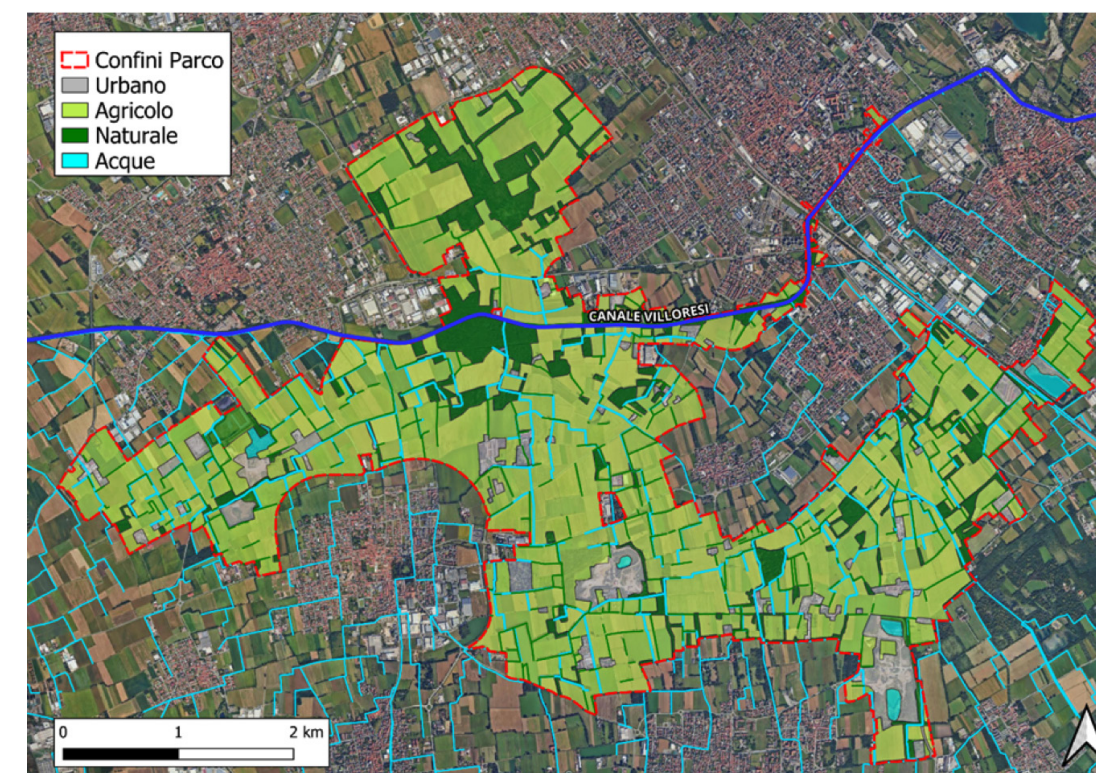 Confini Parco
Urbano
Agricolo
Naturale
Acque
CANALE VILLORESI
0 1 2 km